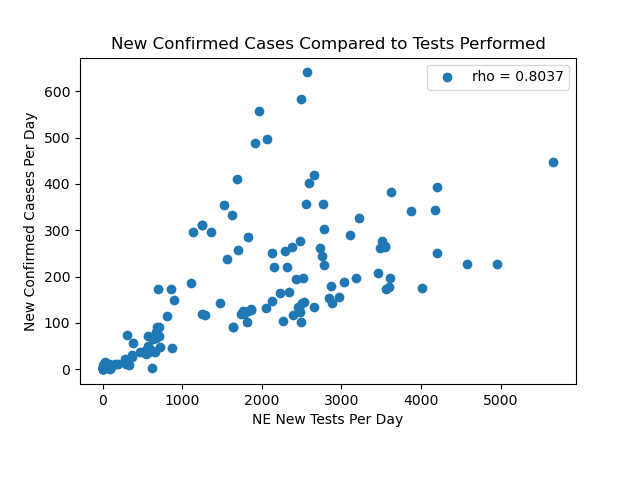 New Confirmed Cases Compared to Tests Performed
rho = 0.8037
600
500
400
300
200
100
0
New Confirmed Caeses Per Day
0 1000 2000 3000 4000 5000
NE New Tests Per Day